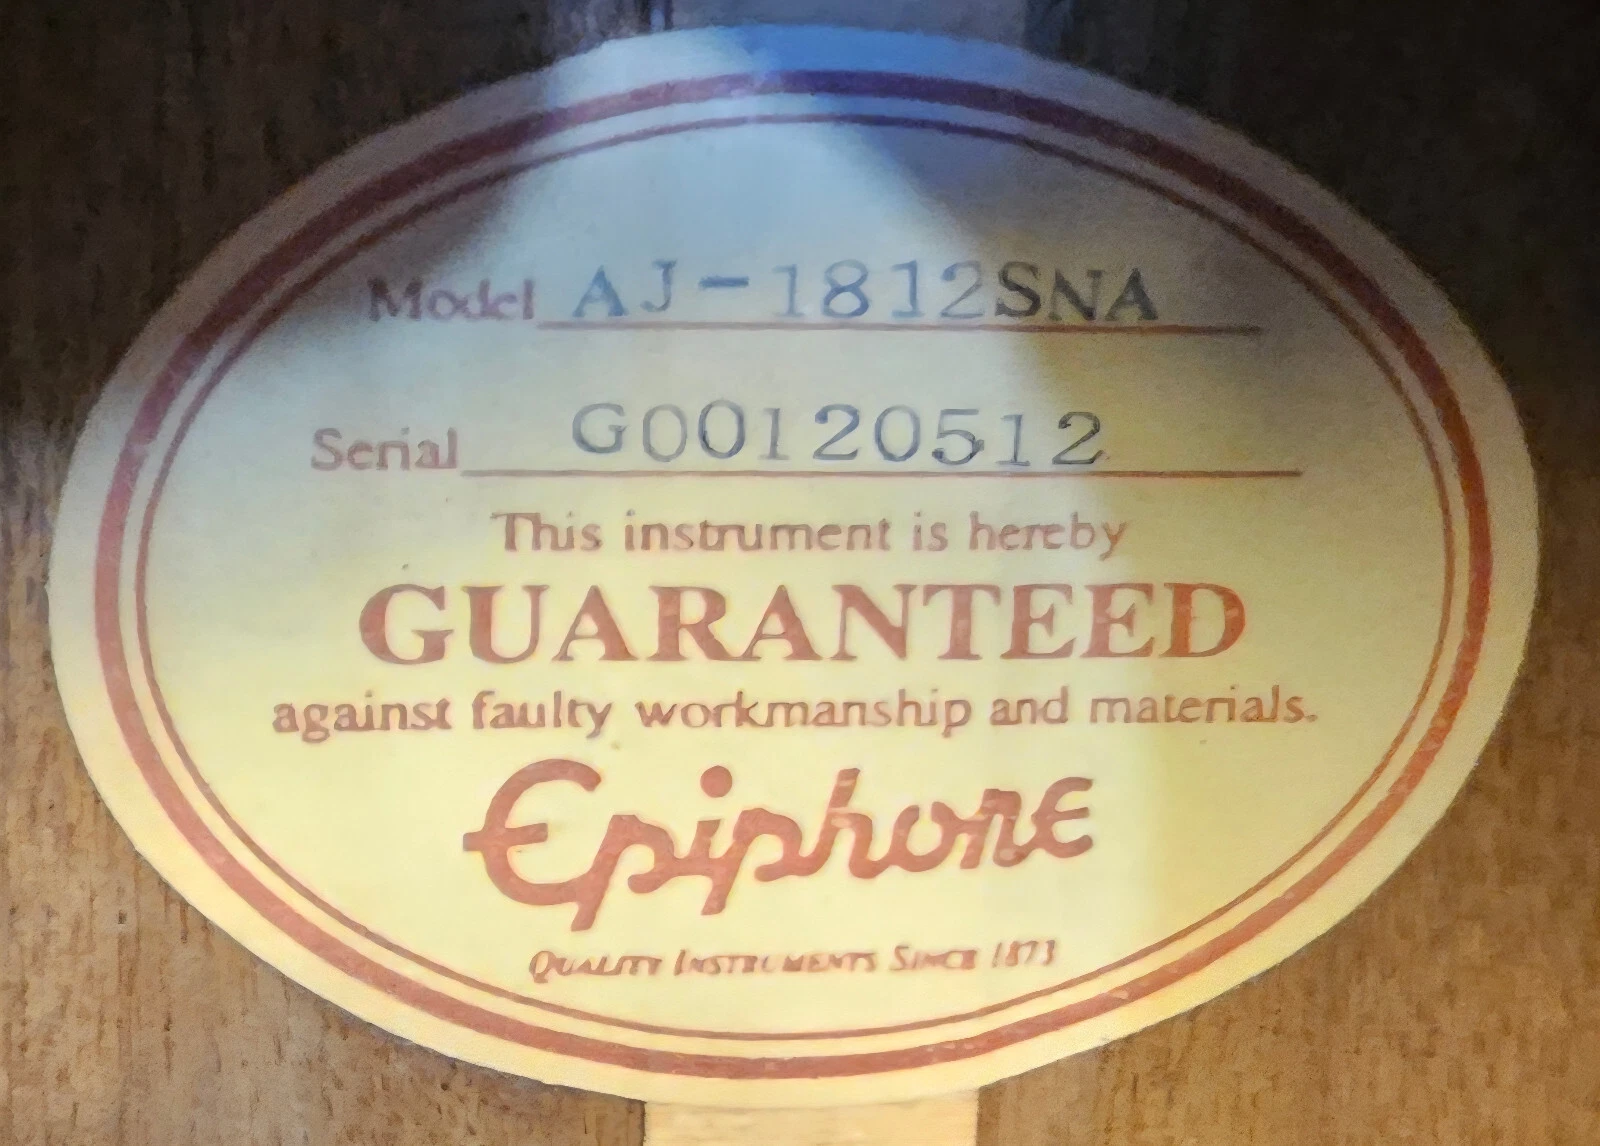 Model AJ-1812SNA
Serial G00120512
This instrument is hereby
GUARANTEED
against faulty workmanship and materials.
Epiphone
QUALITY INSTRUMENTS SINCE 1873